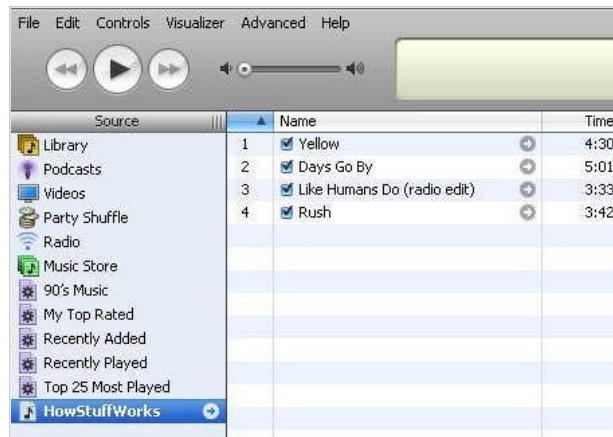 File Edit Controls Visualizer Advanced Help
Source Name Time
Library 1 Yellow 4:30
Podcasts 2 Days Go By 5:01
Videos 3 Like Humans Do (radio edit) 3:33
Party Shuffle 4 Rush 3:42
Radio
Music Store
90's Music
My Top Rated
Recently Added
Recently Played
Top 25 Most Played
HowStuffWorks